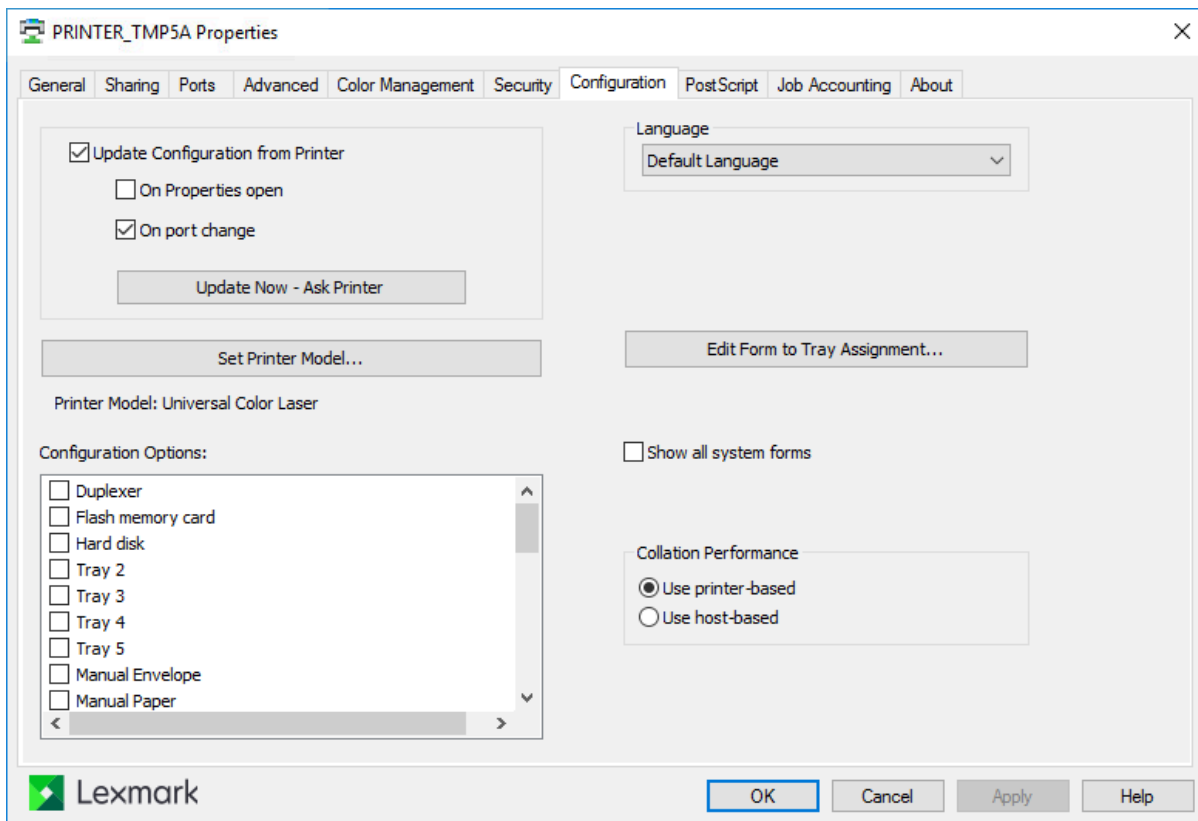 PRINTER_TMP5A Properties
General Sharing Ports Advanced Color Management Security Configuration PostScript Job Accounting About
Update Configuration from Printer
On Properties open
On port change
Update Now - Ask Printer
Set Printer Model...
Printer Model: Universal Color Laser
Configuration Options:
Duplexer
Flash memory card
Hard disk
Tray 2
Tray 3
Tray 4
Tray 5
Manual Envelope
Manual Paper
Language
Default Language
Edit Form to Tray Assignment...
Show all system forms
Collation Performance
Use printer-based
Use host-based
Lexmark
OK Cancel Apply Help